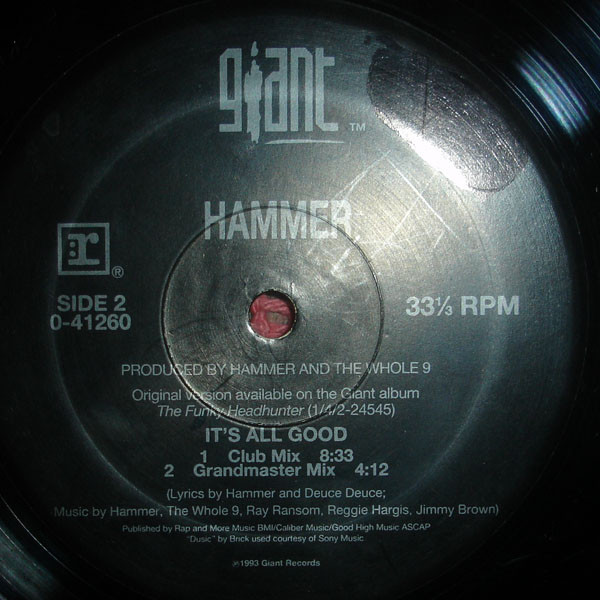 giant ™
HAMMER
r ®
SIDE 2
0-41260
33⅓ RPM
PRODUCED BY HAMMER AND THE WHOLE 9
Original version available on the Giant album
The Funky Headhunter (1/4/2-24545)
IT'S ALL GOOD
1 Club Mix 8:33
2 Grandmaster Mix 4:12
(Lyrics by Hammer and Deuce Deuce;
Music by Hammer, The Whole 9, Ray Ransom, Reggie Hargis, Jimmy Brown)
Published by Rap and More Music BMI/Caliber Music/Good High Music ASCAP
"Dusic" by Brick used courtesy of Sony Music
℗1993 Giant Records